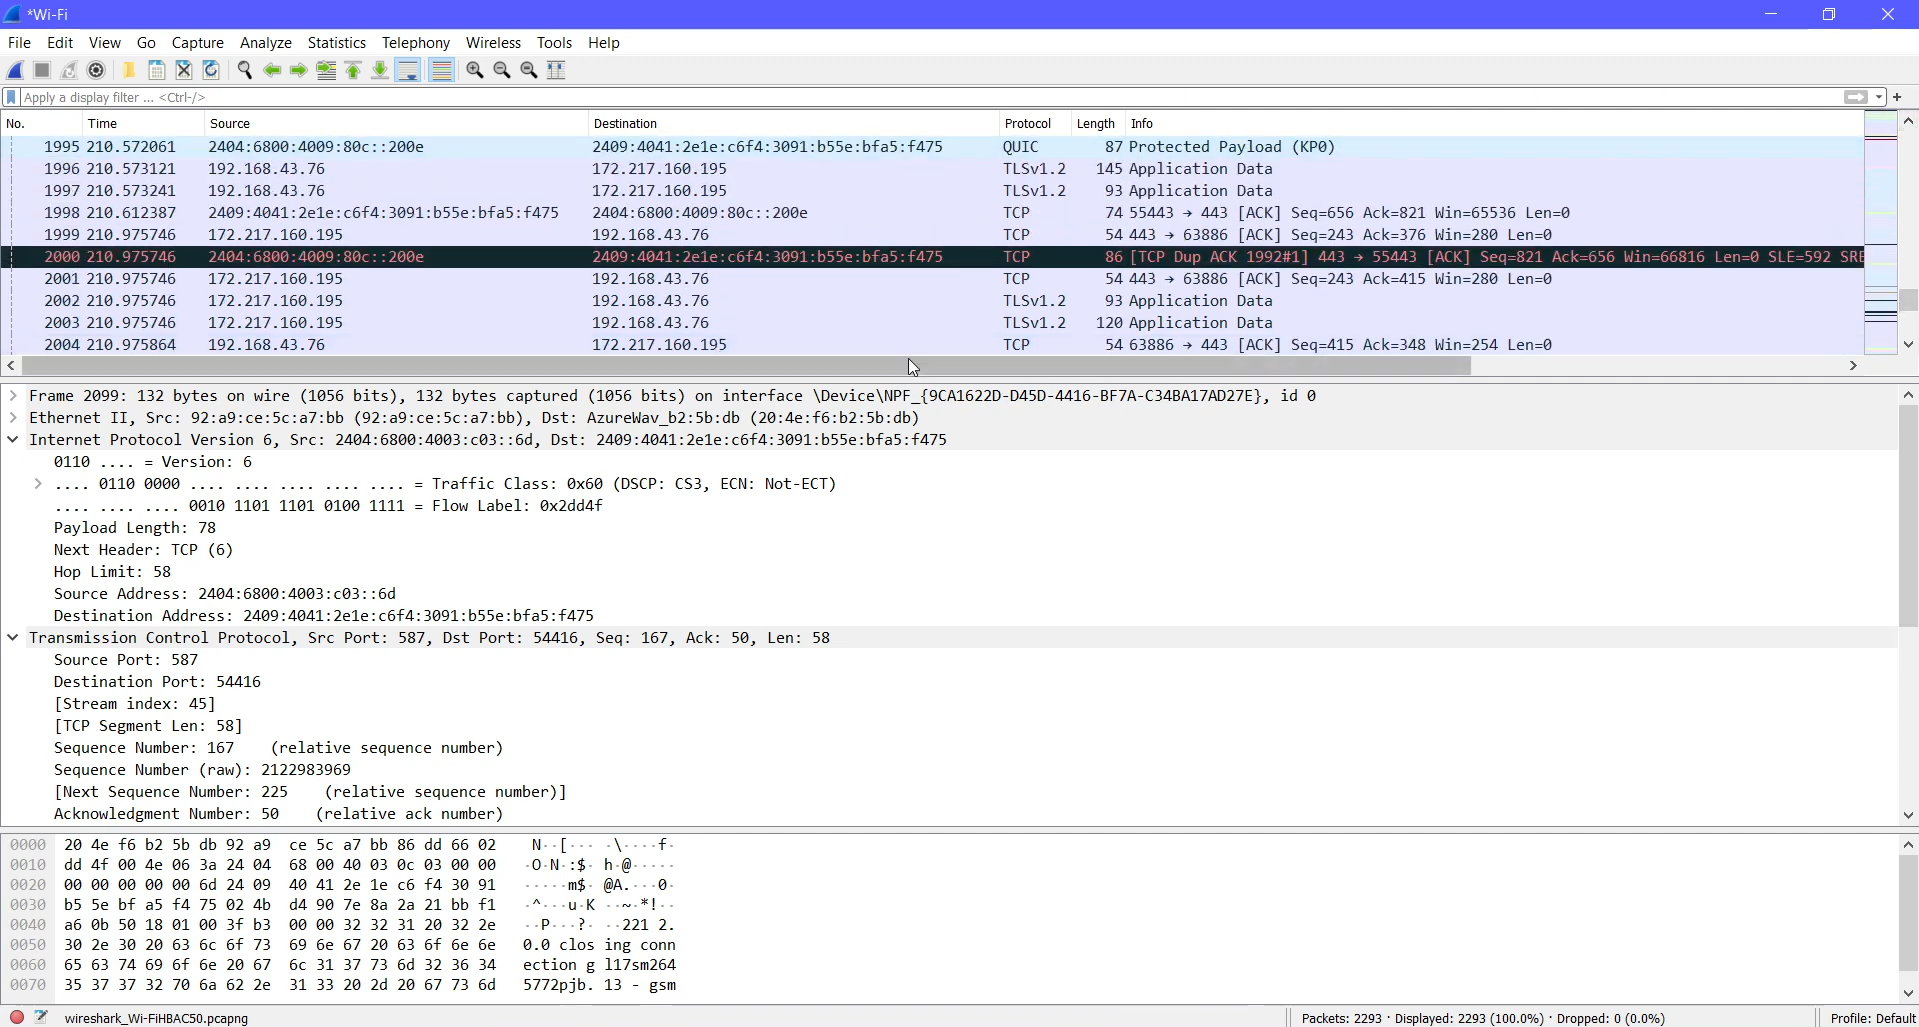 *Wi-Fi
File Edit View Go Capture Analyze Statistics Telephony Wireless Tools Help
Apply a display filter ... <Ctrl-/>
No. Time Source Destination Protocol Length Info
1995 210.572061 2404:6800:4009:80c::200e 2409:4041:2e1e:c6f4:3091:b55e:bfa5:f475 QUIC 87 Protected Payload (KP0)
1996 210.573121 192.168.43.76 172.217.160.195 TLSv1.2 145 Application Data
1997 210.573241 192.168.43.76 172.217.160.195 TLSv1.2 93 Application Data
1998 210.612387 2409:4041:2e1e:c6f4:3091:b55e:bfa5:f475 2404:6800:4009:80c::200e TCP 74 55443 → 443 [ACK] Seq=656 Ack=821 Win=65536 Len=0
1999 210.975746 172.217.160.195 192.168.43.76 TCP 54 443 → 63886 [ACK] Seq=243 Ack=376 Win=280 Len=0
2000 210.975746 2404:6800:4009:80c::200e 2409:4041:2e1e:c6f4:3091:b55e:bfa5:f475 TCP 86 [TCP Dup ACK 1992#1] 443 → 55443 [ACK] Seq=821 Ack=656 Win=66816 Len=0 SLE=592 SRE
2001 210.975746 172.217.160.195 192.168.43.76 TCP 54 443 → 63886 [ACK] Seq=243 Ack=415 Win=280 Len=0
2002 210.975746 172.217.160.195 192.168.43.76 TLSv1.2 93 Application Data
2003 210.975746 172.217.160.195 192.168.43.76 TLSv1.2 120 Application Data
2004 210.975864 192.168.43.76 172.217.160.195 TCP 54 63886 → 443 [ACK] Seq=415 Ack=348 Win=254 Len=0
Frame 2099: 132 bytes on wire (1056 bits), 132 bytes captured (1056 bits) on interface \Device\NPF_{9CA1622D-D45D-4416-BF7A-C34BA17AD27E}, id 0
Ethernet II, Src: 92:a9:ce:5c:a7:bb (92:a9:ce:5c:a7:bb), Dst: AzureWav_b2:5b:db (20:4e:f6:b2:5b:db)
Internet Protocol Version 6, Src: 2404:6800:4003:c03::6d, Dst: 2409:4041:2e1e:c6f4:3091:b55e:bfa5:f475
0110 .... = Version: 6
.... 0110 0000 .... .... .... .... .... = Traffic Class: 0x60 (DSCP: CS3, ECN: Not-ECT)
.... .... .... 0010 1101 1101 0100 1111 = Flow Label: 0x2dd4f
Payload Length: 78
Next Header: TCP (6)
Hop Limit: 58
Source Address: 2404:6800:4003:c03::6d
Destination Address: 2409:4041:2e1e:c6f4:3091:b55e:bfa5:f475
Transmission Control Protocol, Src Port: 587, Dst Port: 54416, Seq: 167, Ack: 50, Len: 58
Source Port: 587
Destination Port: 54416
[Stream index: 45]
[TCP Segment Len: 58]
Sequence Number: 167 (relative sequence number)
Sequence Number (raw): 2122983969
[Next Sequence Number: 225 (relative sequence number)]
Acknowledgment Number: 50 (relative ack number)
0000 20 4e f6 b2 5b db 92 a9 ce 5c a7 bb 86 dd 66 02 N··[··· ·\····f·
0010 dd 4f 00 4e 06 3a 24 04 68 00 40 03 0c 03 00 00 ·O·N·:$· h·@·····
0020 00 00 00 00 00 6d 24 09 40 41 2e 1e c6 f4 30 91 ·····m$· @A.···0·
0030 b5 5e bf a5 f4 75 02 4b d4 90 7e 8a 2a 21 bb f1 ·^···u·K ··~·*!··
0040 a6 0b 50 18 01 00 3f b3 00 00 32 32 31 20 32 2e ··P···?· ··221 2.
0050 30 2e 30 20 63 6c 6f 73 69 6e 67 20 63 6f 6e 6e 0.0 clos ing conn
0060 65 63 74 69 6f 6e 20 67 6c 31 37 73 6d 32 36 34 ection g l17sm264
0070 35 37 37 32 70 6a 62 2e 31 33 20 2d 20 67 73 6d 5772pjb. 13 - gsm
wireshark_Wi-FiHBAC50.pcapng Packets: 2293 · Displayed: 2293 (100.0%) · Dropped: 0 (0.0%) Profile: Default